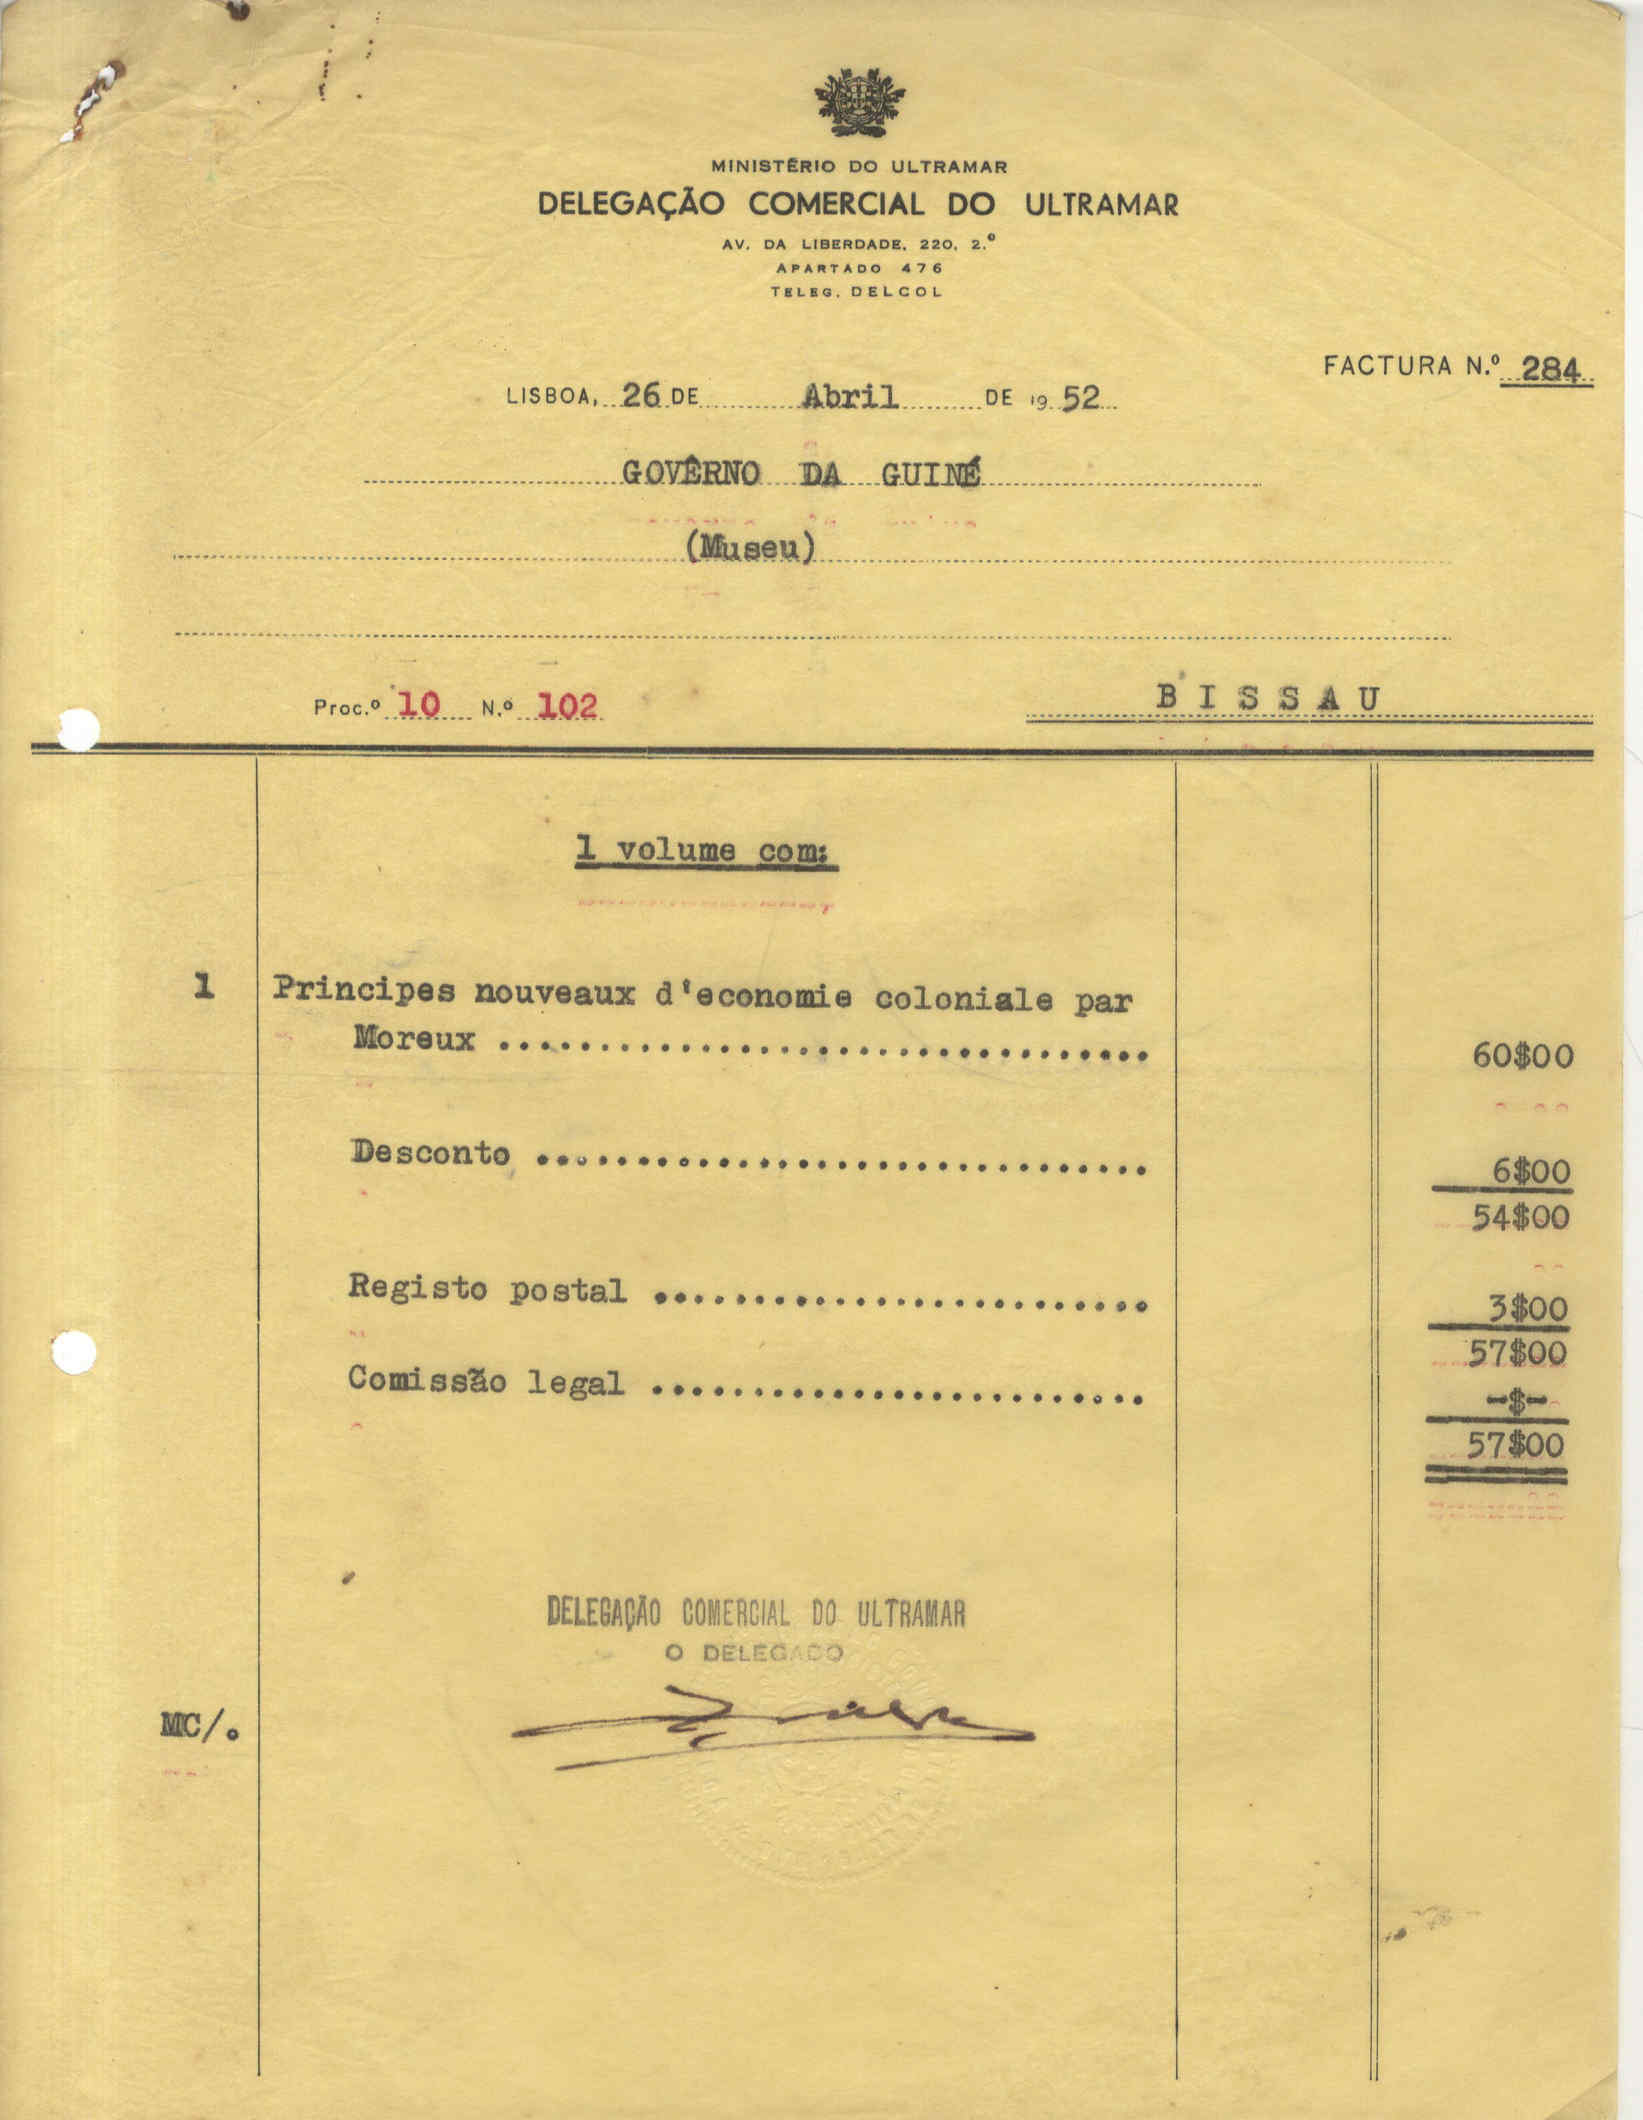 MINISTÉRIO DO ULTRAMAR
DELEGAÇÃO COMERCIAL DO ULTRAMAR
AV. DA LIBERDADE, 220, 2.º
APARTADO 476
TELEG. DELCOL
FACTURA N.º 284
LISBOA, 26 DE Abril DE 1952
GOVÊRNO DA GUINÉ
(Museu)
Proc.º 10 N.º 102
BISSAU
1 volume com:
1 Principes nouveaux d'economie coloniale par
Moreux .................................. 60$00
Desconto ............................... 6$00
54$00
Registo postal ......................... 3$00
57$00
Comissão legal ......................... -$-
57$00
DELEGAÇÃO COMERCIAL DO ULTRAMAR
O DELEGADO
MC/.